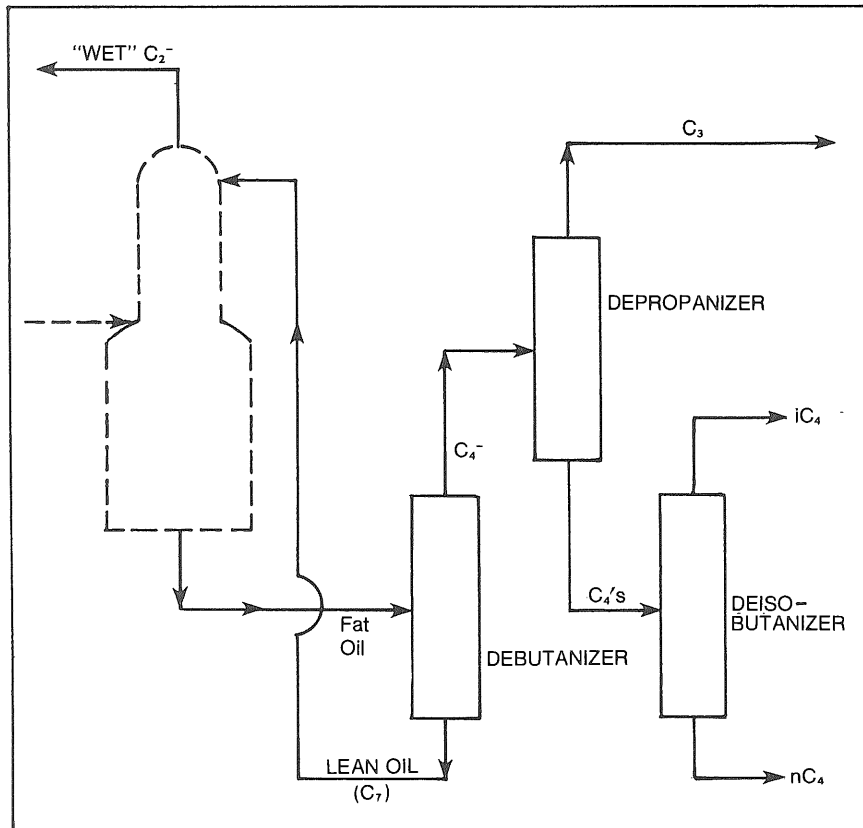 "WET" C₂⁻
C₃
DEPROPANIZER
iC₄
C₄⁻
C₄'s
DEISO-
BUTANIZER
Fat
Oil
DEBUTANIZER
LEAN OIL
(C₇)
nC₄